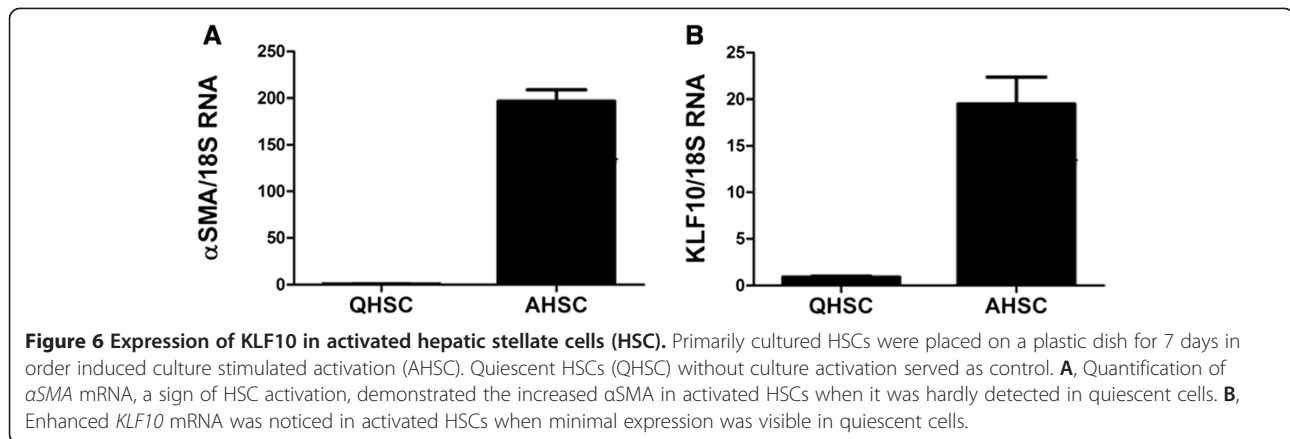 A
αSMA/18S RNA
250
200
150
100
50
0
QHSC
AHSC
B
KLF10/18S RNA
25
20
15
10
5
0
QHSC
AHSC
Figure 6 Expression of KLF10 in activated hepatic stellate cells (HSC). Primarily cultured HSCs were placed on a plastic dish for 7 days in
order induced culture stimulated activation (AHSC). Quiescent HSCs (QHSC) without culture activation served as control. A, Quantification of
αSMA mRNA, a sign of HSC activation, demonstrated the increased αSMA in activated HSCs when it was hardly detected in quiescent cells. B,
Enhanced KLF10 mRNA was noticed in activated HSCs when minimal expression was visible in quiescent cells.